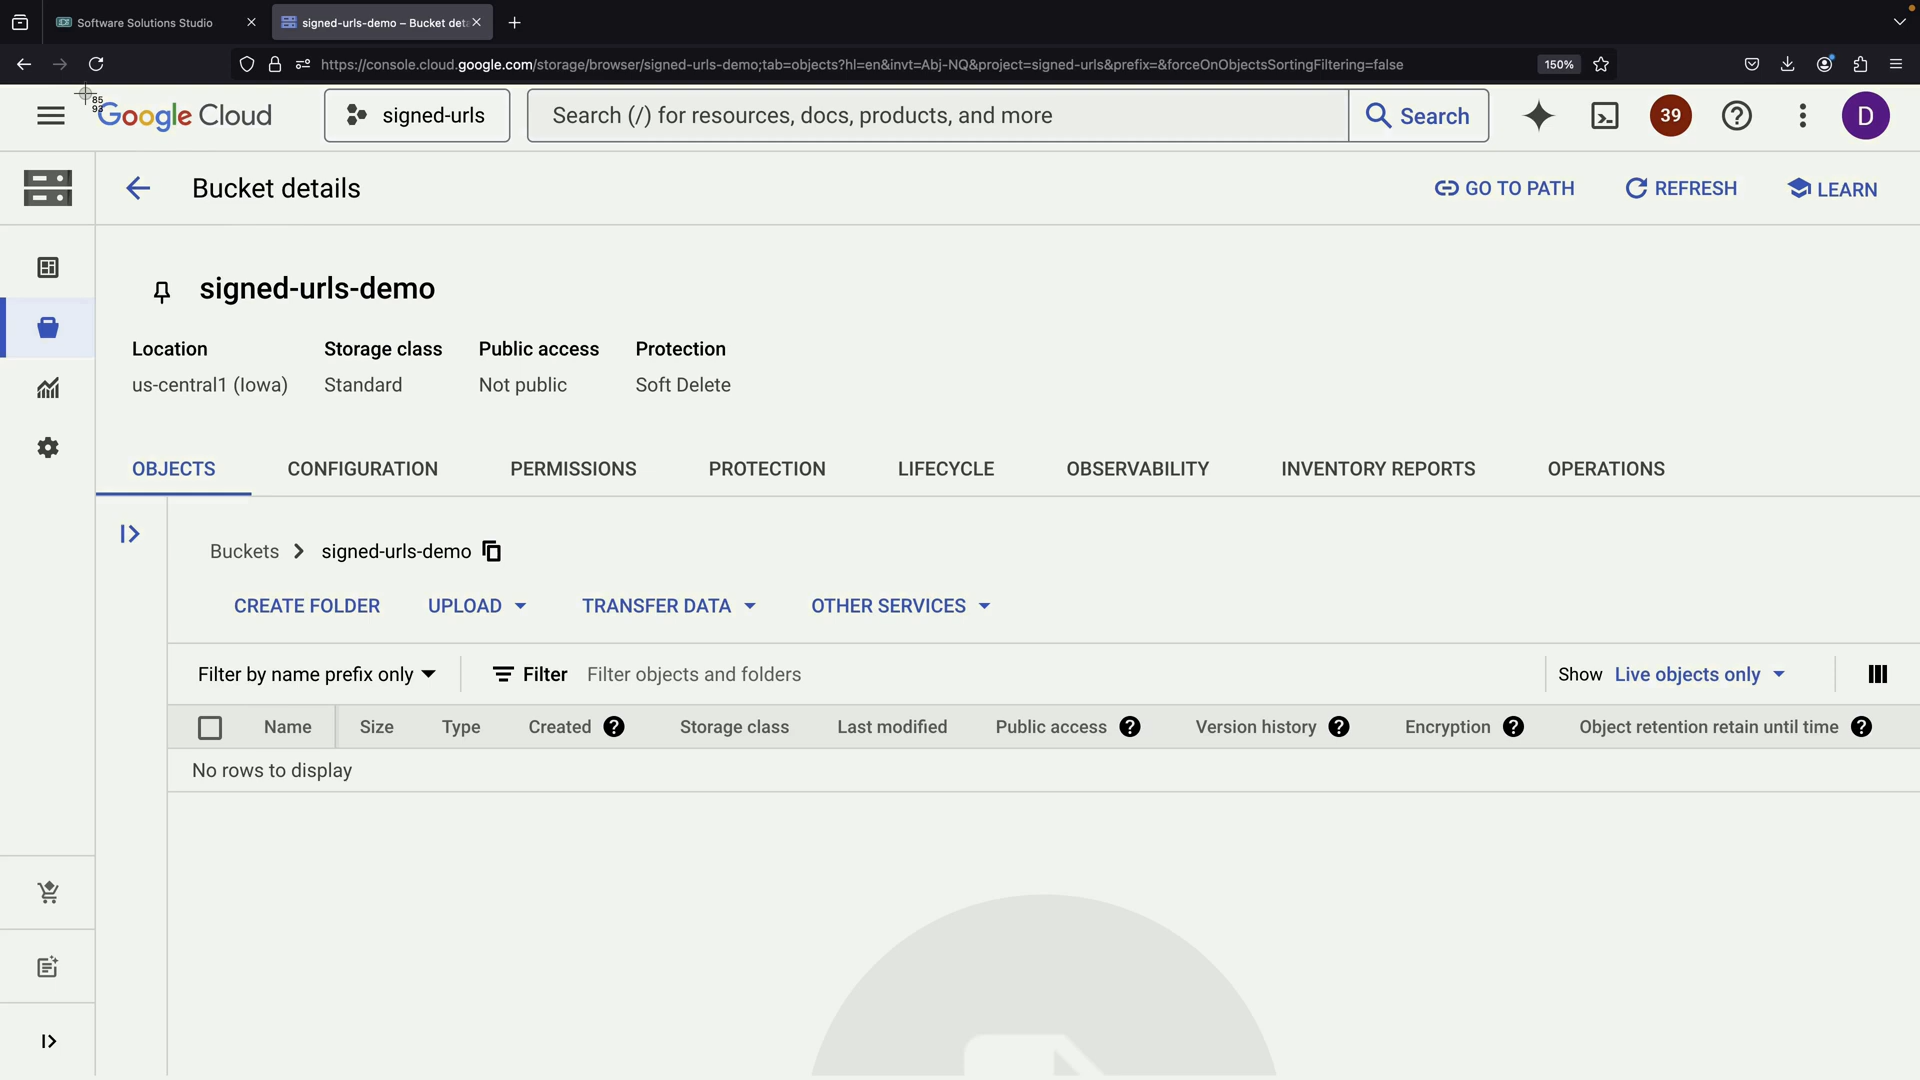 Software Solutions Studio
signed-urls-demo – Bucket deta
https://console.cloud.google.com/storage/browser/signed-urls-demo;tab=objects?hl=en&invt=Abj-NQ&project=signed-urls&prefix=&forceOnObjectsSortingFiltering=false
150%
85
93
Google Cloud
signed-urls
Search (/) for resources, docs, products, and more
Search
39
D
Bucket details
GO TO PATH
REFRESH
LEARN
signed-urls-demo
Location Storage class Public access Protection
us-central1 (Iowa) Standard Not public Soft Delete
OBJECTS CONFIGURATION PERMISSIONS PROTECTION LIFECYCLE OBSERVABILITY INVENTORY REPORTS OPERATIONS
Buckets signed-urls-demo
CREATE FOLDER UPLOAD TRANSFER DATA OTHER SERVICES
Filter by name prefix only Filter Filter objects and folders Show Live objects only
Name Size Type Created Storage class Last modified Public access Version history Encryption Object retention retain until time
No rows to display